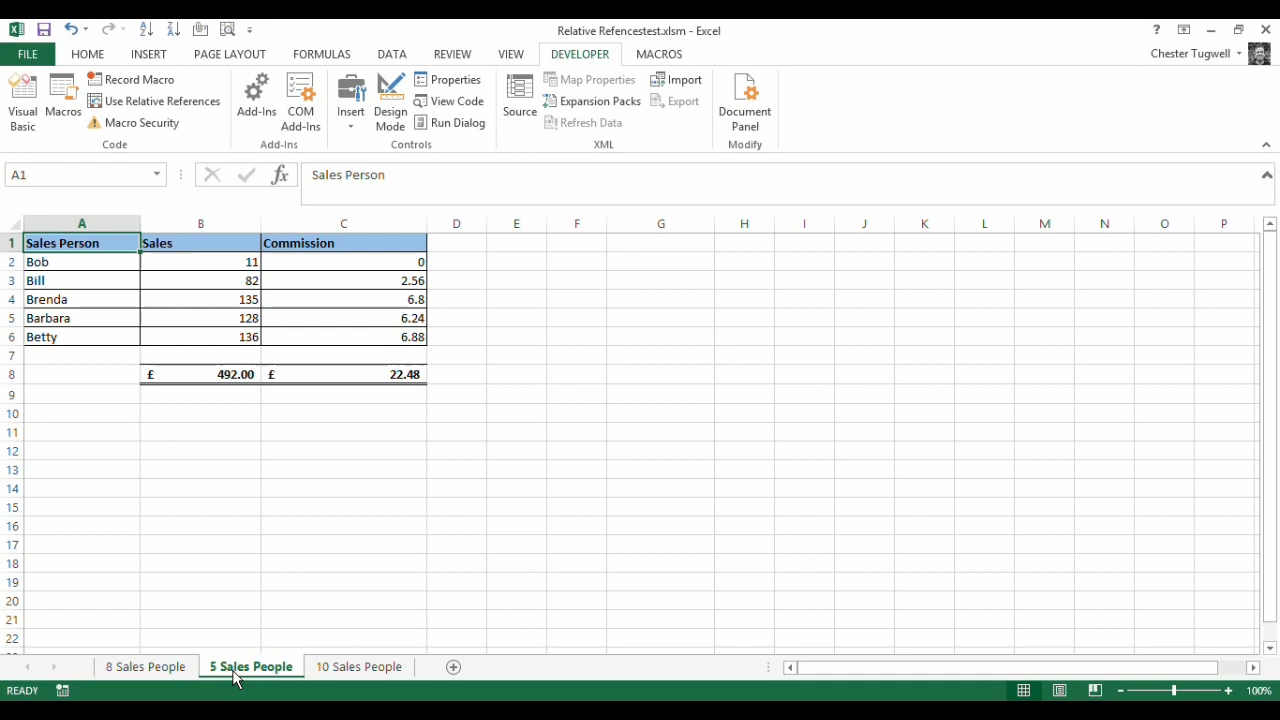 Relative Refencestest.xlsm - Excel
FILE HOME INSERT PAGE LAYOUT FORMULAS DATA REVIEW VIEW DEVELOPER MACROS Chester Tugwell
Visual Basic
Macros
Record Macro
Use Relative References
Macro Security
Code
Add-Ins
COM Add-Ins
Add-Ins
Insert
Design Mode
Properties
View Code
Run Dialog
Controls
Source
Map Properties
Expansion Packs
Refresh Data
Import
Export
XML
Document Panel
Modify
A1 fx Sales Person
A B C D E F G H I J K L M N O P
1 Sales Person Sales Commission
2 Bob 11 0
3 Bill 82 2.56
4 Brenda 135 6.8
5 Barbara 128 6.24
6 Betty 136 6.88
7
8 £ 492.00 £ 22.48
9
10
11
12
13
14
15
16
17
18
19
20
21
22
8 Sales People 5 Sales People 10 Sales People
READY 100%